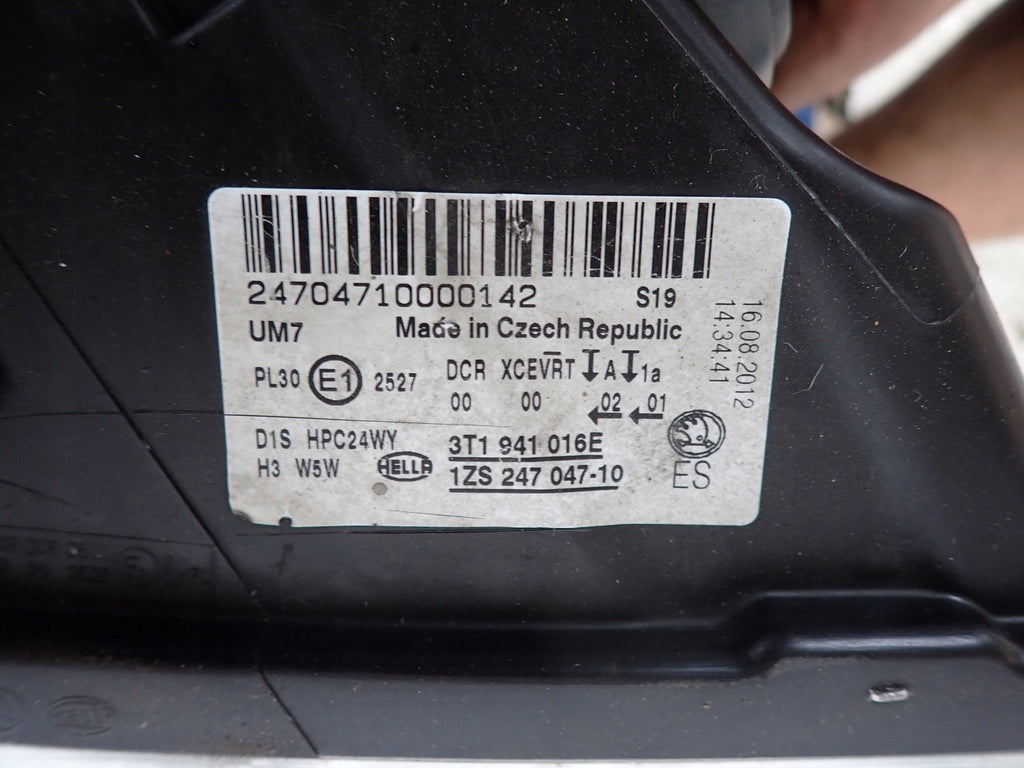 24704710000142 S19
UM7 Made in Czech Republic
PL30 E1 2527 DCR XCEVRT A 1a
00 00 02 01
D1S HPC24WY 3T1 941 016E
H3 W5W HELLA 1ZS 247 047-10
ES
16.08.2012
14:34:41